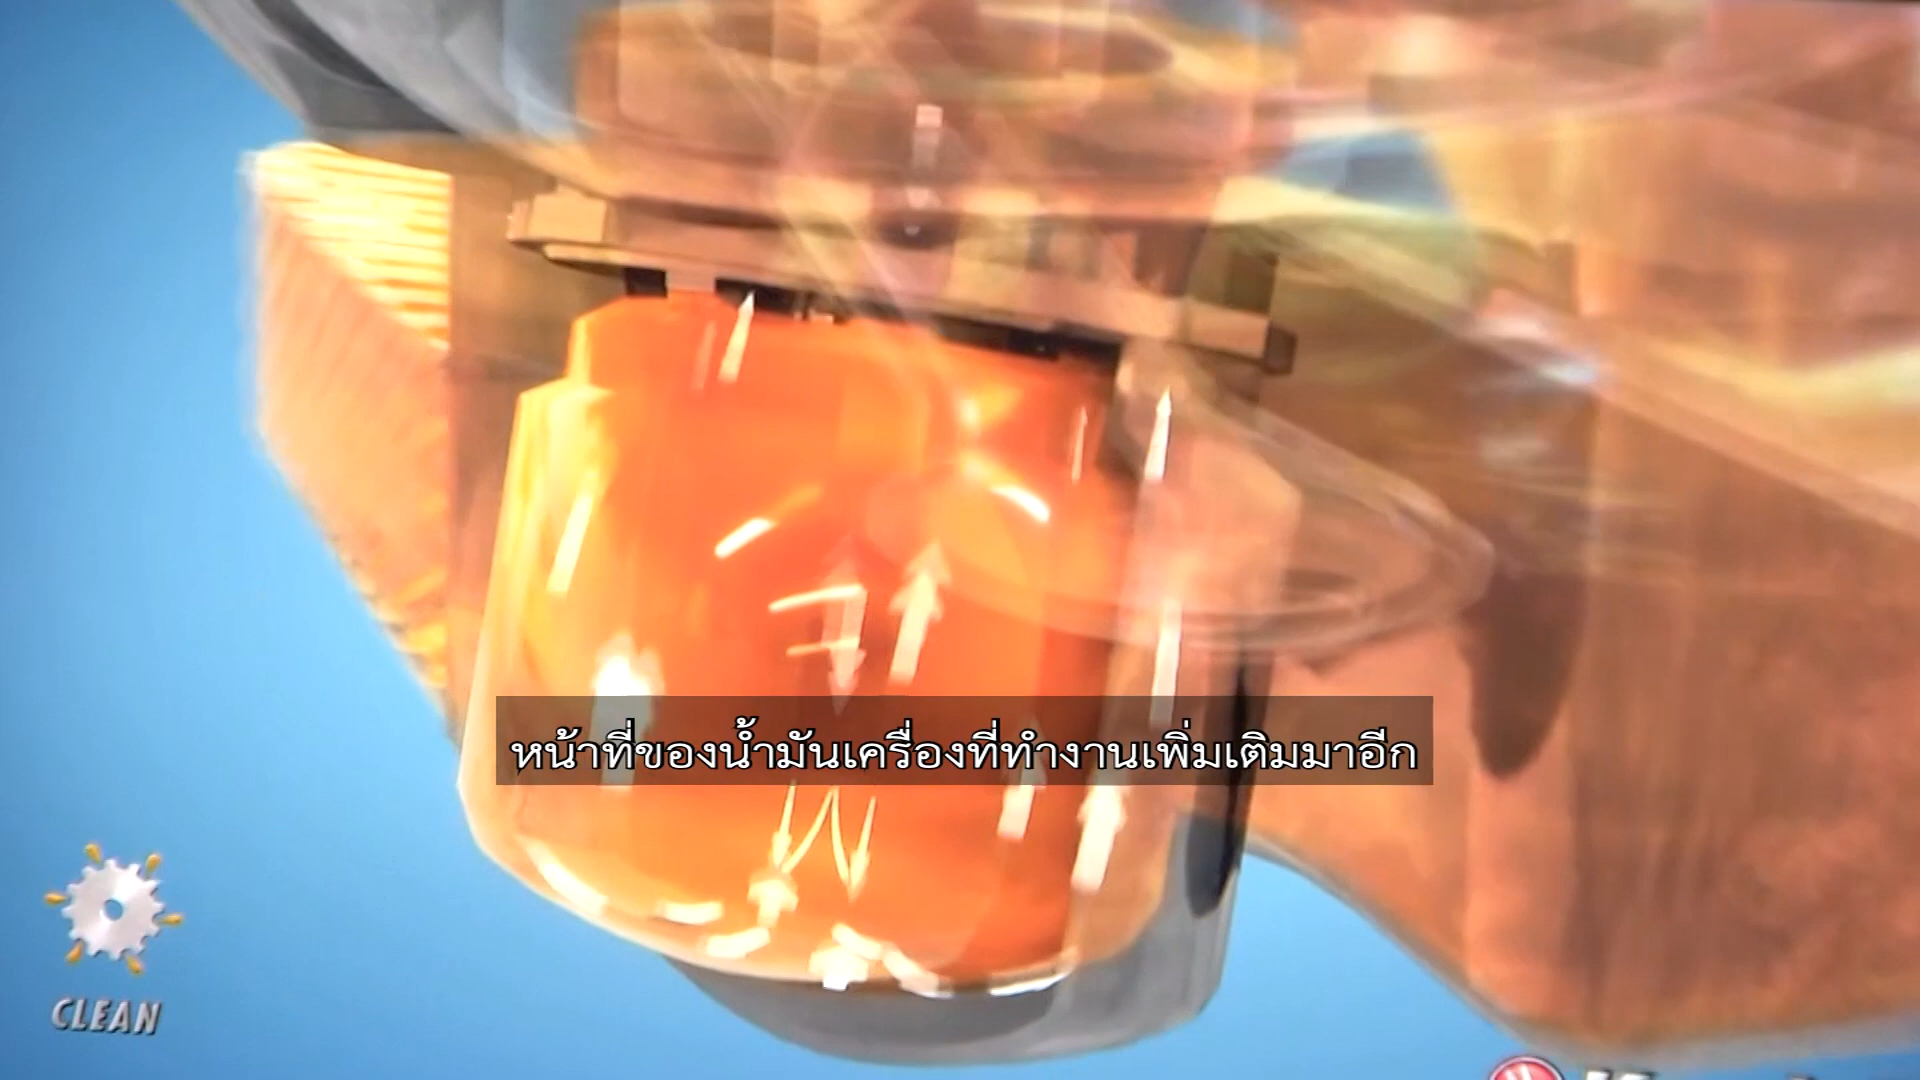 หน้าที่ของน้ำมันเครื่องที่ทำงานเพิ่มเติมมาอีก
CLEAN